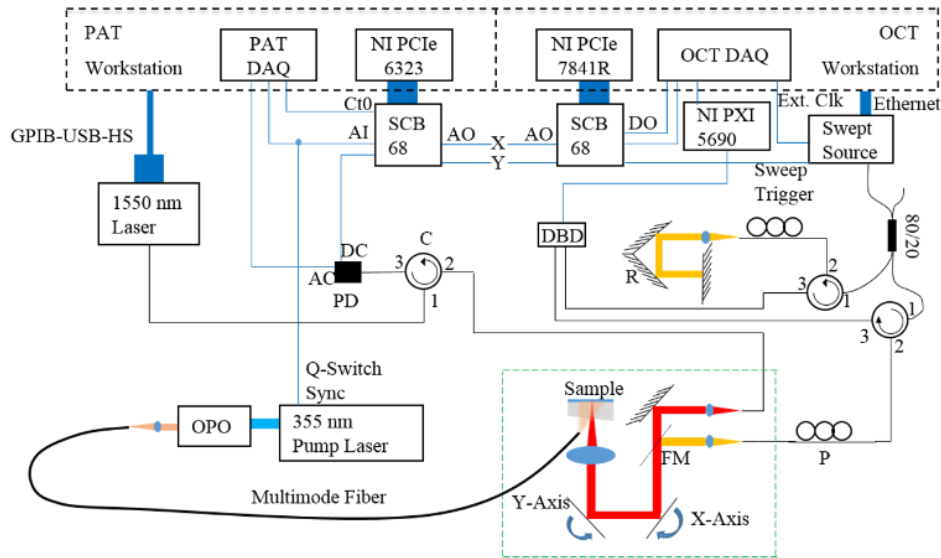 PAT
Workstation
PAT
DAQ
NI PCIe
6323
NI PCIe
7841R
OCT DAQ
OCT
Workstation
Ct0
AI
SCB
68
AO
X
Y
AO
SCB
68
DO
NI PXI
5690
Ext. Clk
Ethernet
Swept
Source
Sweep
Trigger
GPIB-USB-HS
1550 nm
Laser
DC
AC
PD
C
3
2
1
DBD
R
2
3
1
80/20
1
3
2
Q-Switch
Sync
OPO
355 nm
Pump Laser
Multimode Fiber
Sample
FM
P
Y-Axis
X-Axis